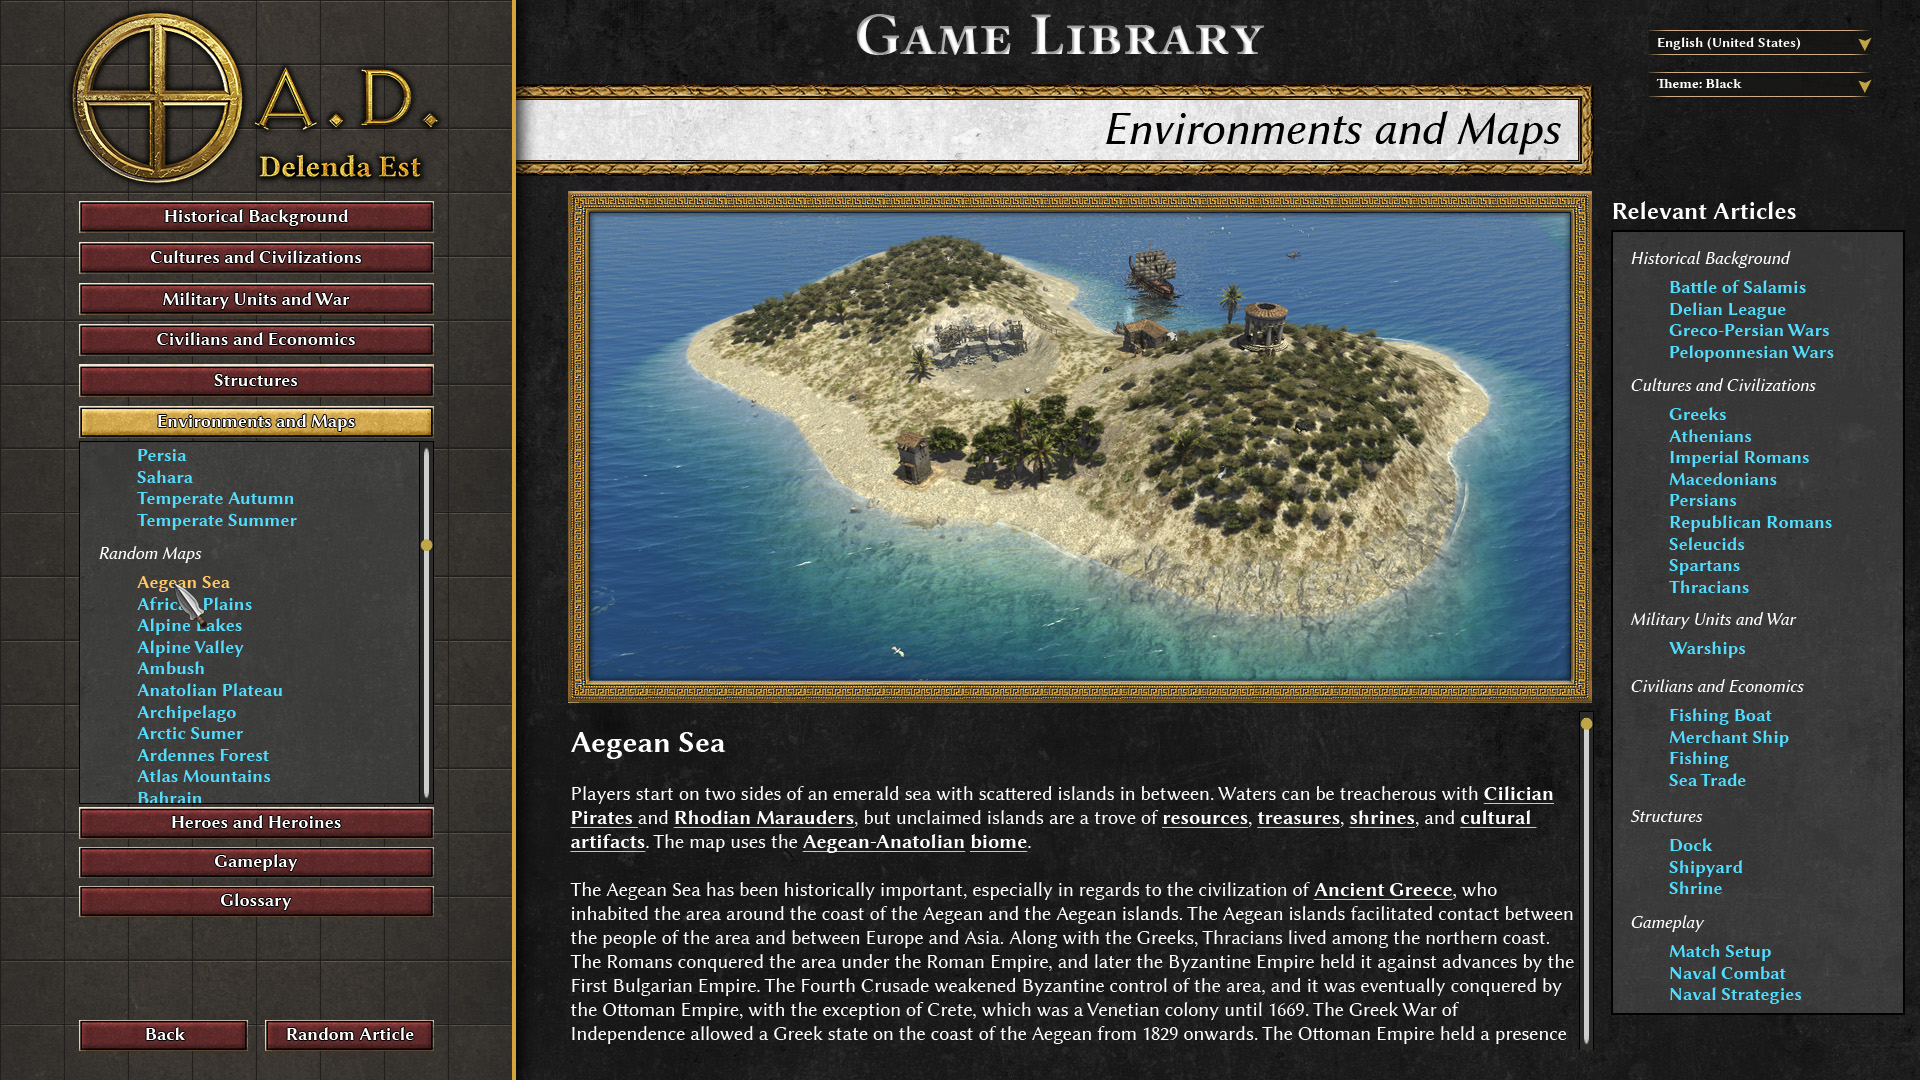 A. D.
Delenda Est
Historical Background
Cultures and Civilizations
Military Units and War
Civilians and Economics
Structures
Environments and Maps
Persia
Sahara
Temperate Autumn
Temperate Summer
Random Maps
Aegean Sea
African Plains
Alpine Lakes
Alpine Valley
Ambush
Anatolian Plateau
Archipelago
Arctic Sumer
Ardennes Forest
Atlas Mountains
Bahrain
Heroes and Heroines
Gameplay
Glossary
Back
Random Article
Game Library
Environments and Maps
Aegean Sea
Players start on two sides of an emerald sea with scattered islands in between. Waters can be treacherous with Cilician
Pirates and Rhodian Marauders, but unclaimed islands are a trove of resources, treasures, shrines, and cultural
artifacts. The map uses the Aegean-Anatolian biome.
The Aegean Sea has been historically important, especially in regards to the civilization of Ancient Greece, who
inhabited the area around the coast of the Aegean and the Aegean islands. The Aegean islands facilitated contact between
the people of the area and between Europe and Asia. Along with the Greeks, Thracians lived among the northern coast.
The Romans conquered the area under the Roman Empire, and later the Byzantine Empire held it against advances by the
First Bulgarian Empire. The Fourth Crusade weakened Byzantine control of the area, and it was eventually conquered by
the Ottoman Empire, with the exception of Crete, which was a Venetian colony until 1669. The Greek War of
Independence allowed a Greek state on the coast of the Aegean from 1829 onwards. The Ottoman Empire held a presence
English (United States)
Theme: Black
Relevant Articles
Historical Background
Battle of Salamis
Delian League
Greco-Persian Wars
Peloponnesian Wars
Cultures and Civilizations
Greeks
Athenians
Imperial Romans
Macedonians
Persians
Republican Romans
Seleucids
Spartans
Thracians
Military Units and War
Warships
Civilians and Economics
Fishing Boat
Merchant Ship
Fishing
Sea Trade
Structures
Dock
Shipyard
Shrine
Gameplay
Match Setup
Naval Combat
Naval Strategies